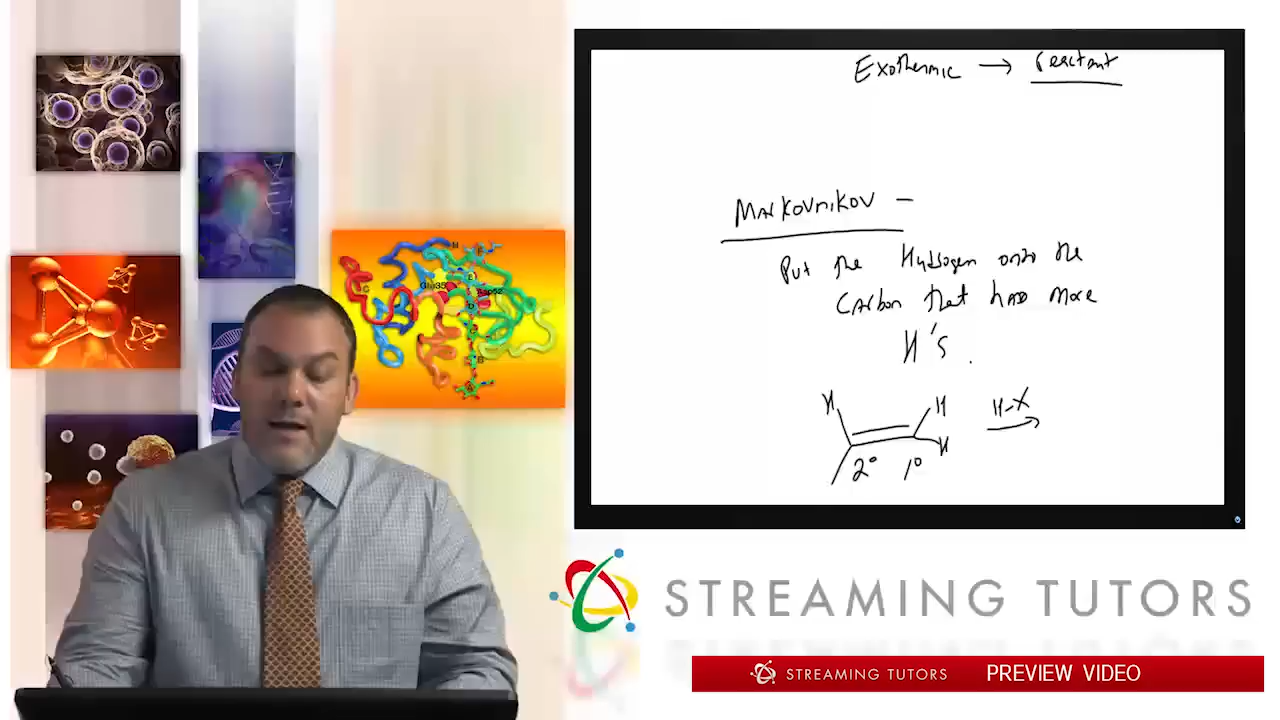 Exothermic → reactant
Markovnikov –
Put the Hydrogen onto the
Carbon that has more
H's.
H
H
H-X
H
2° 1°
STREAMING TUTORS
STREAMING TUTORS PREVIEW VIDEO